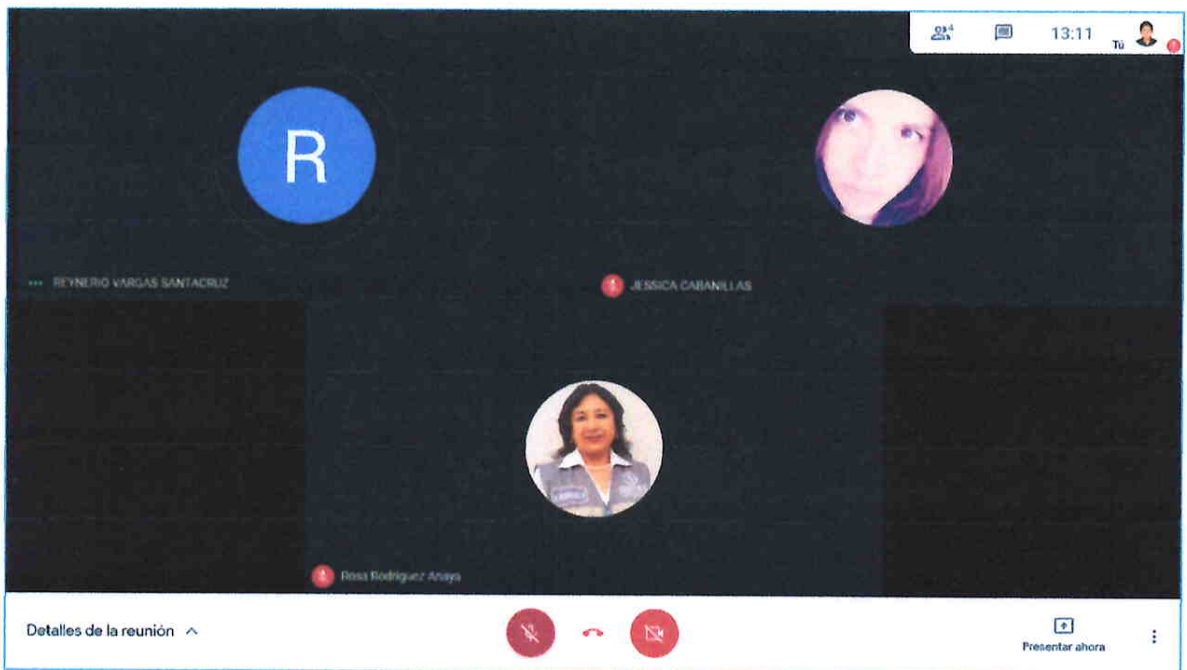 4
13:11
Tú
R
REYNERIO VARGAS SANTACRUZ
JESSICA CABANILLAS
Rosa Rodriguez Anaya
Detalles de la reunión
Presentar ahora